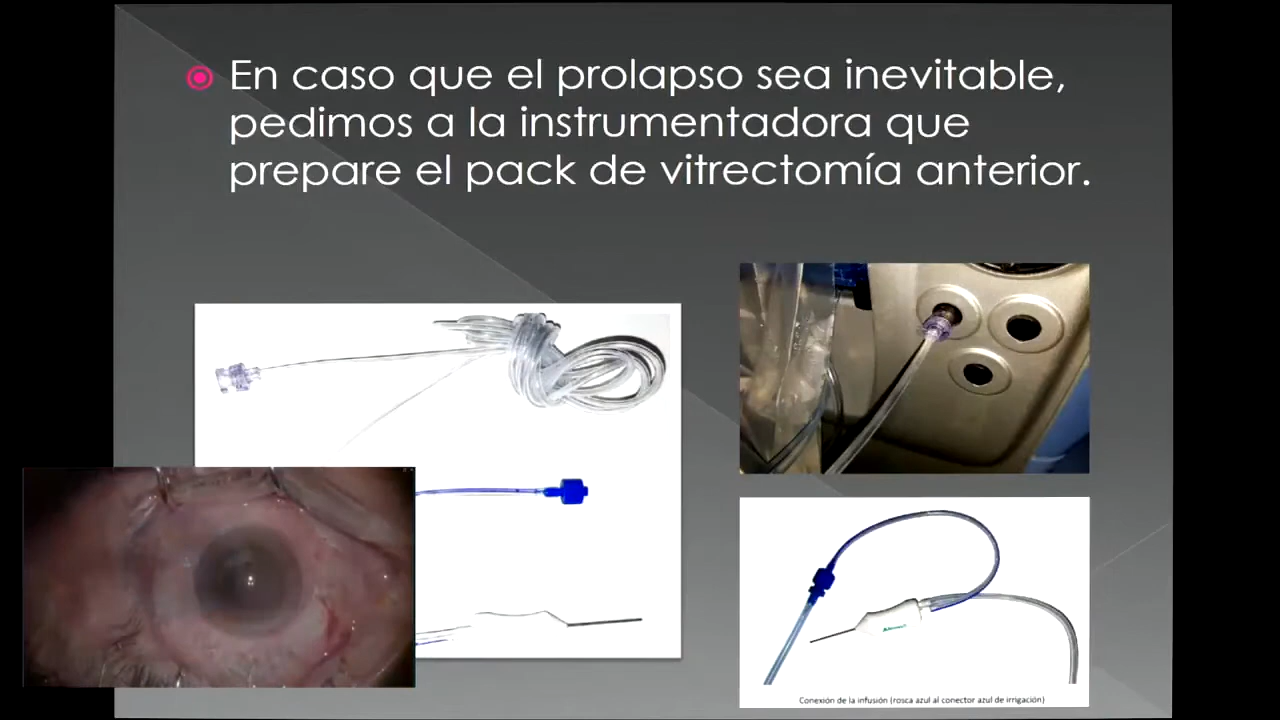 En caso que el prolapso sea inevitable,
pedimos a la instrumentadora que
prepare el pack de vitrectomía anterior.
Conexión de la infusión (rosca azul al conector azul de irrigación)